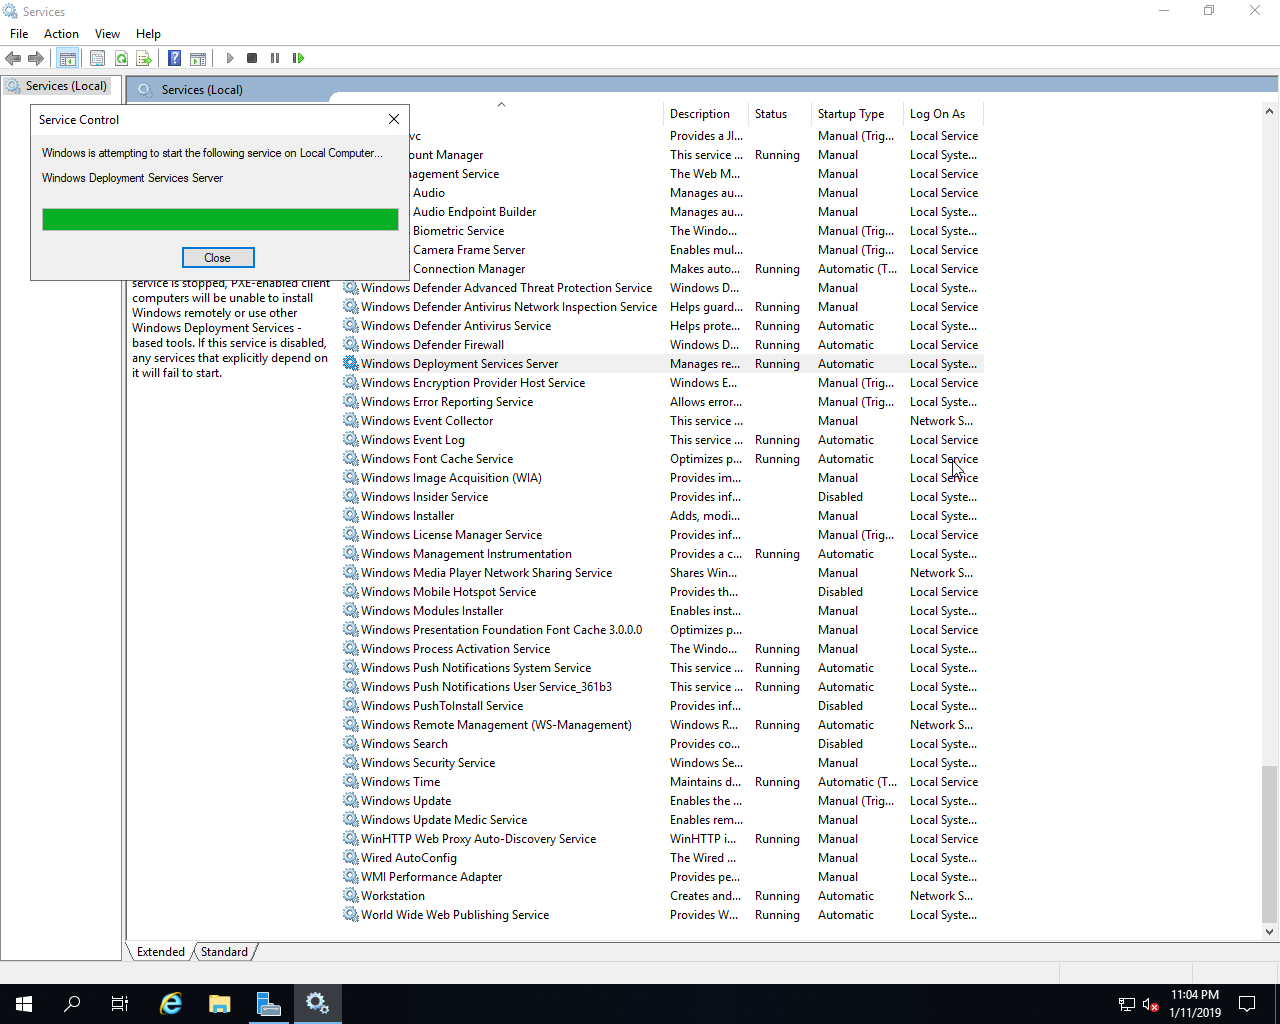 Services
File Action View Help
Services (Local)
Services (Local)
Service Control
Windows is attempting to start the following service on Local Computer...
Windows Deployment Services Server
Close
service is stopped, PXE-enabled client
computers will be unable to install
Windows remotely or use other
Windows Deployment Services -
based tools. If this service is disabled,
any services that explicitly depend on
it will fail to start.
Description Status Startup Type Log On As
vc Provides a JI... Manual (Trig... Local Service
ount Manager This service ... Running Manual Local Syste...
nagement Service The Web M... Manual Local Service
Audio Manages au... Manual Local Service
Audio Endpoint Builder Manages au... Manual Local Syste...
Biometric Service The Windo... Manual (Trig... Local Syste...
Camera Frame Server Enables mul... Manual (Trig... Local Service
Connection Manager Makes auto... Running Automatic (T... Local Service
Windows Defender Advanced Threat Protection Service Windows D... Manual Local Syste...
Windows Defender Antivirus Network Inspection Service Helps guard... Running Manual Local Service
Windows Defender Antivirus Service Helps prote... Running Automatic Local Syste...
Windows Defender Firewall Windows D... Running Automatic Local Service
Windows Deployment Services Server Manages re... Running Automatic Local Syste...
Windows Encryption Provider Host Service Windows E... Manual (Trig... Local Service
Windows Error Reporting Service Allows error... Manual (Trig... Local Syste...
Windows Event Collector This service ... Manual Network S...
Windows Event Log This service ... Running Automatic Local Service
Windows Font Cache Service Optimizes p... Running Automatic Local Service
Windows Image Acquisition (WIA) Provides im... Manual Local Service
Windows Insider Service Provides inf... Disabled Local Syste...
Windows Installer Adds, modi... Manual Local Syste...
Windows License Manager Service Provides inf... Manual (Trig... Local Service
Windows Management Instrumentation Provides a c... Running Automatic Local Syste...
Windows Media Player Network Sharing Service Shares Win... Manual Network S...
Windows Mobile Hotspot Service Provides th... Disabled Local Service
Windows Modules Installer Enables inst... Manual Local Syste...
Windows Presentation Foundation Font Cache 3.0.0.0 Optimizes p... Manual Local Service
Windows Process Activation Service The Windo... Running Manual Local Syste...
Windows Push Notifications System Service This service ... Running Automatic Local Syste...
Windows Push Notifications User Service_361b3 This service ... Running Automatic Local Syste...
Windows PushToInstall Service Provides inf... Disabled Local Syste...
Windows Remote Management (WS-Management) Windows R... Running Automatic Network S...
Windows Search Provides co... Disabled Local Syste...
Windows Security Service Windows Se... Manual Local Syste...
Windows Time Maintains d... Running Automatic (T... Local Service
Windows Update Enables the ... Manual (Trig... Local Syste...
Windows Update Medic Service Enables rem... Manual Local Syste...
WinHTTP Web Proxy Auto-Discovery Service WinHTTP i... Running Manual Local Service
Wired AutoConfig The Wired ... Manual Local Syste...
WMI Performance Adapter Provides pe... Manual Local Syste...
Workstation Creates and... Running Automatic Network S...
World Wide Web Publishing Service Provides W... Running Automatic Local Syste...
Extended Standard
11:04 PM
1/11/2019